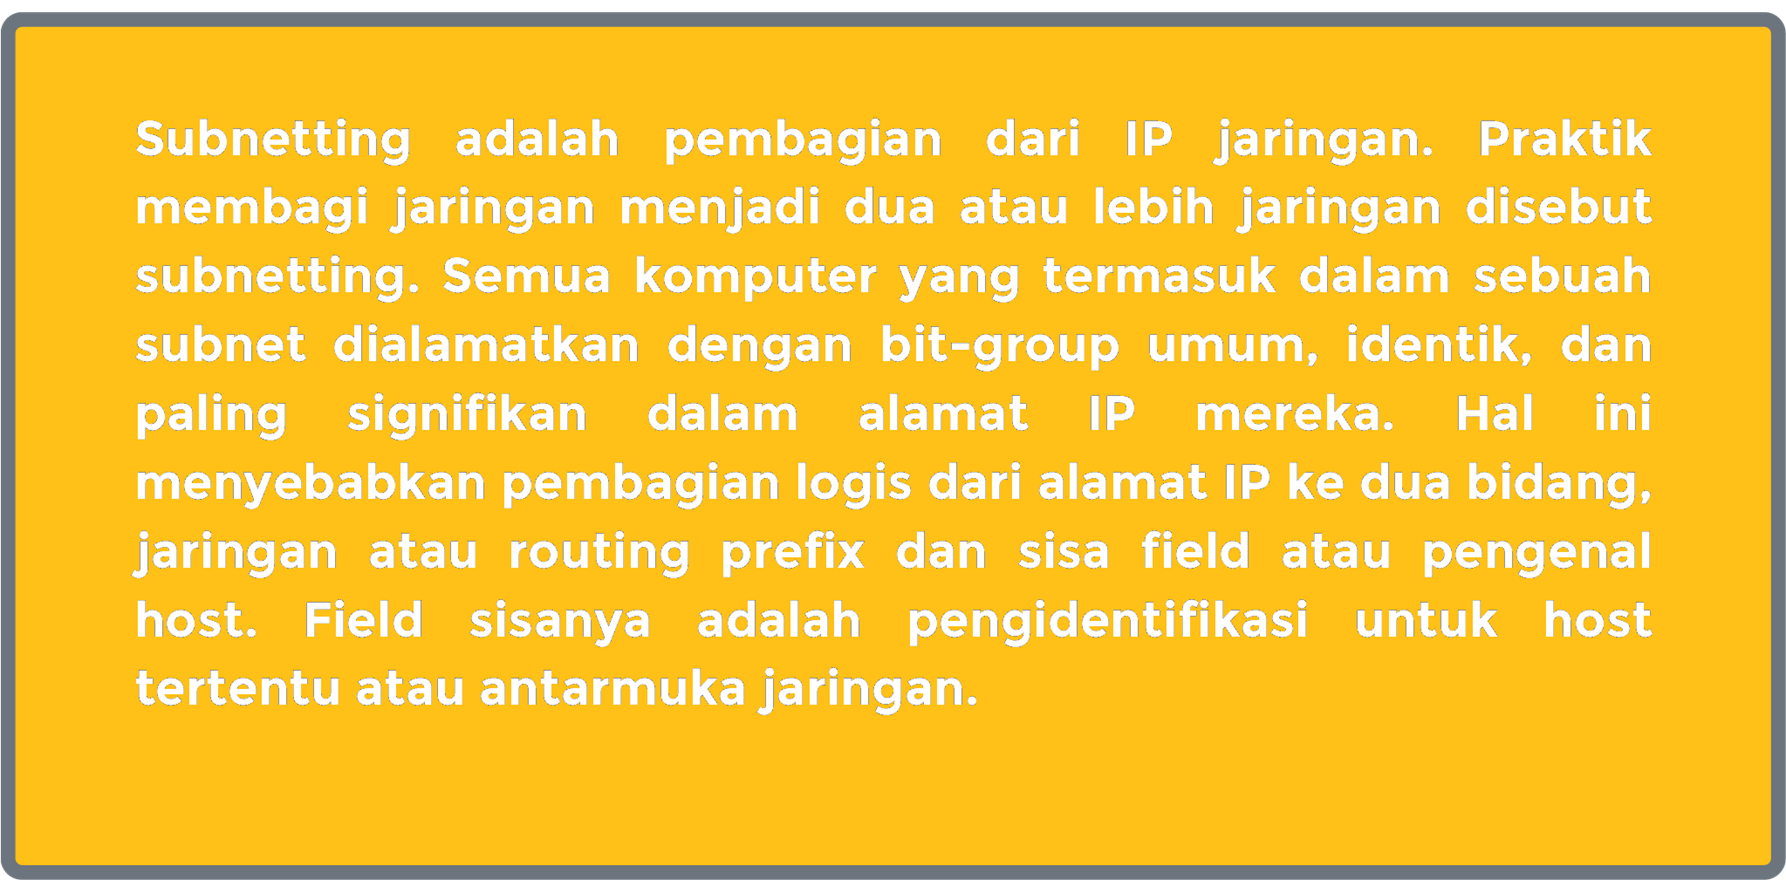 Subnetting adalah pembagian dari IP jaringan. Praktik
membagi jaringan menjadi dua atau lebih jaringan disebut
subnetting. Semua komputer yang termasuk dalam sebuah
subnet dialamatkan dengan bit-group umum, identik, dan
paling signifikan dalam alamat IP mereka. Hal ini
menyebabkan pembagian logis dari alamat IP ke dua bidang,
jaringan atau routing prefix dan sisa field atau pengenal
host. Field sisanya adalah pengidentifikasi untuk host
tertentu atau antarmuka jaringan.